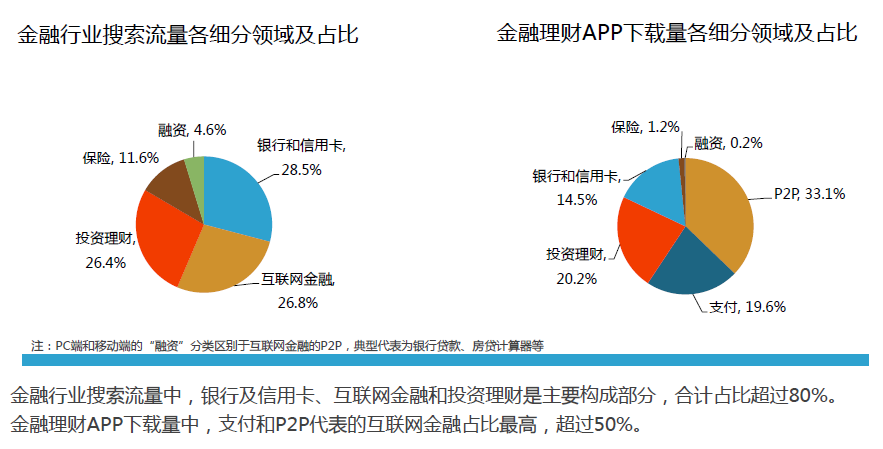 金融行业搜索流量各细分领域及占比
融资, 4.6%
保险, 11.6%
银行和信用卡,
28.5%
投资理财,
26.4%
互联网金融,
26.8%
金融理财APP下载量各细分领域及占比
保险, 1.2%
融资, 0.2%
银行和信用卡,
14.5%
P2P, 33.1%
投资理财,
20.2%
支付, 19.6%
注：PC端和移动端的“融资”分类区别于互联网金融的P2P，典型代表为银行贷款、房贷计算器等
金融行业搜索流量中，银行及信用卡、互联网金融和投资理财是主要构成部分，合计占比超过80%。
金融理财APP下载量中，支付和P2P代表的互联网金融占比最高，超过50%。